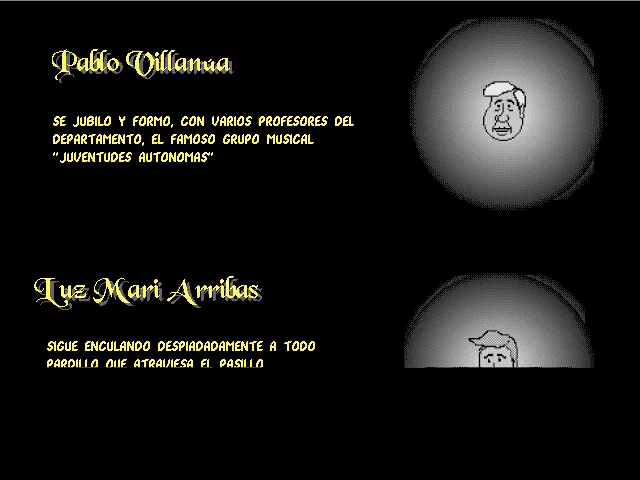 Pablo Villanua
SE JUBILO Y FORMO, CON VARIOS PROFESORES DEL
DEPARTAMENTO, EL FAMOSO GRUPO MUSICAL
"JUVENTUDES AUTONOMAS"
Luz Mari Arribas
SIGUE ENCULANDO DESPIADADAMENTE A TODO
PARDILLO QUE ATRAVIESA EL PASILLO